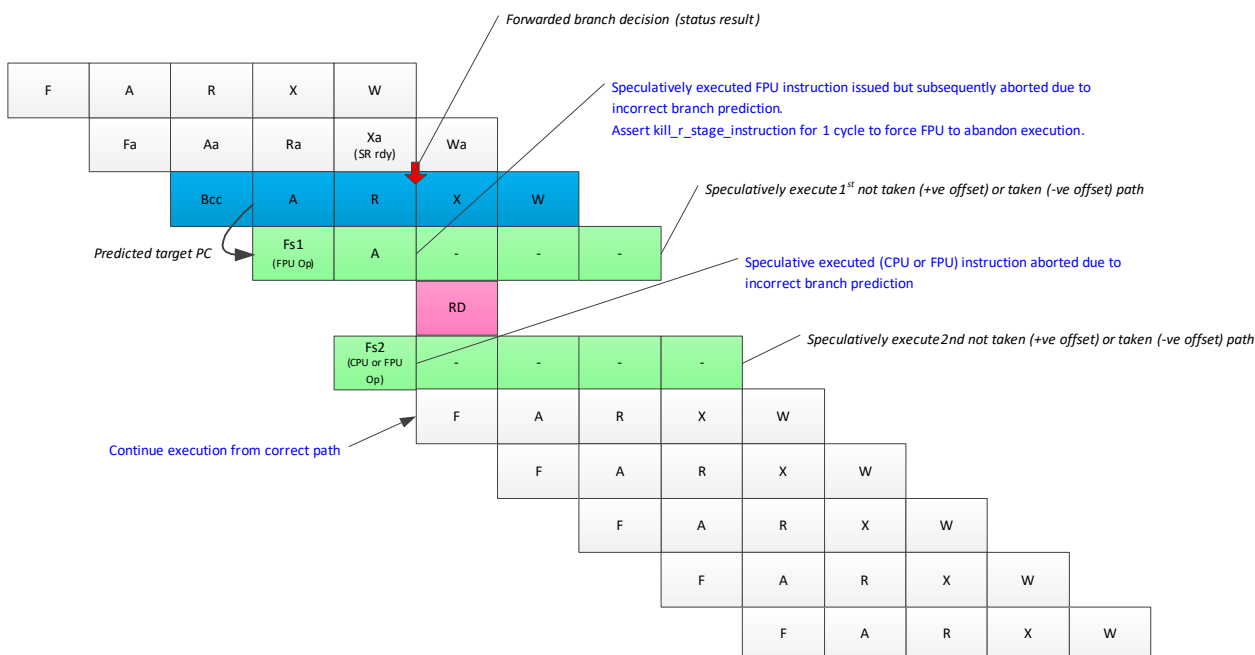 Forwarded branch decision (status result)
F A R X W
Speculatively executed FPU instruction issued but subsequently aborted due to
incorrect branch prediction.
Assert kill_r_stage_instruction for 1 cycle to force FPU to abandon execution.
Fa Aa Ra Xa Wa
(SR rdy)
Bcc A R X W
Speculatively execute 1st not taken (+ve offset) or taken (-ve offset) path
Predicted target PC
Fs1 A - - -
(FPU Op)
Speculative executed (CPU or FPU) instruction aborted due to
incorrect branch prediction
RD
Speculatively execute 2nd not taken (+ve offset) or taken (-ve offset) path
Fs2 - - - -
(CPU or FPU
Op)
F A R X W
Continue execution from correct path
F A R X W
F A R X W
F A R X W
F A R X W